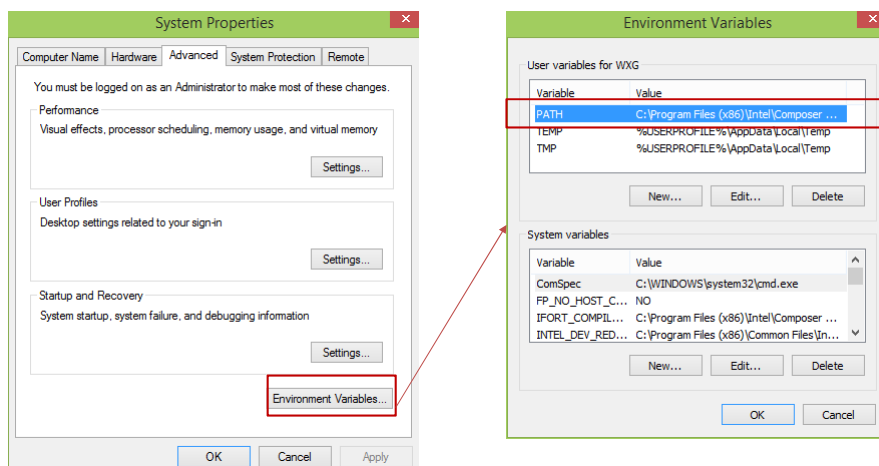 System Properties
Computer Name Hardware Advanced System Protection Remote
You must be logged on as an Administrator to make most of these changes.
Performance
Visual effects, processor scheduling, memory usage, and virtual memory
Settings...
User Profiles
Desktop settings related to your sign-in
Settings...
Startup and Recovery
System startup, system failure, and debugging information
Settings...
Environment Variables...
OK Cancel Apply
Environment Variables
User variables for WXG
Variable Value
PATH C:\Program Files (x86)\Intel\Composer ...
TEMP %USERPROFILE%\AppData\Local\Temp
TMP %USERPROFILE%\AppData\Local\Temp
New... Edit... Delete
System variables
Variable Value
ComSpec C:\WINDOWS\system32\cmd.exe
FP_NO_HOST_C... NO
IFORT_COMPIL... C:\Program Files (x86)\Intel\Composer ...
INTEL_DEV_RED... C:\Program Files (x86)\Common Files\In...
New... Edit... Delete
OK Cancel